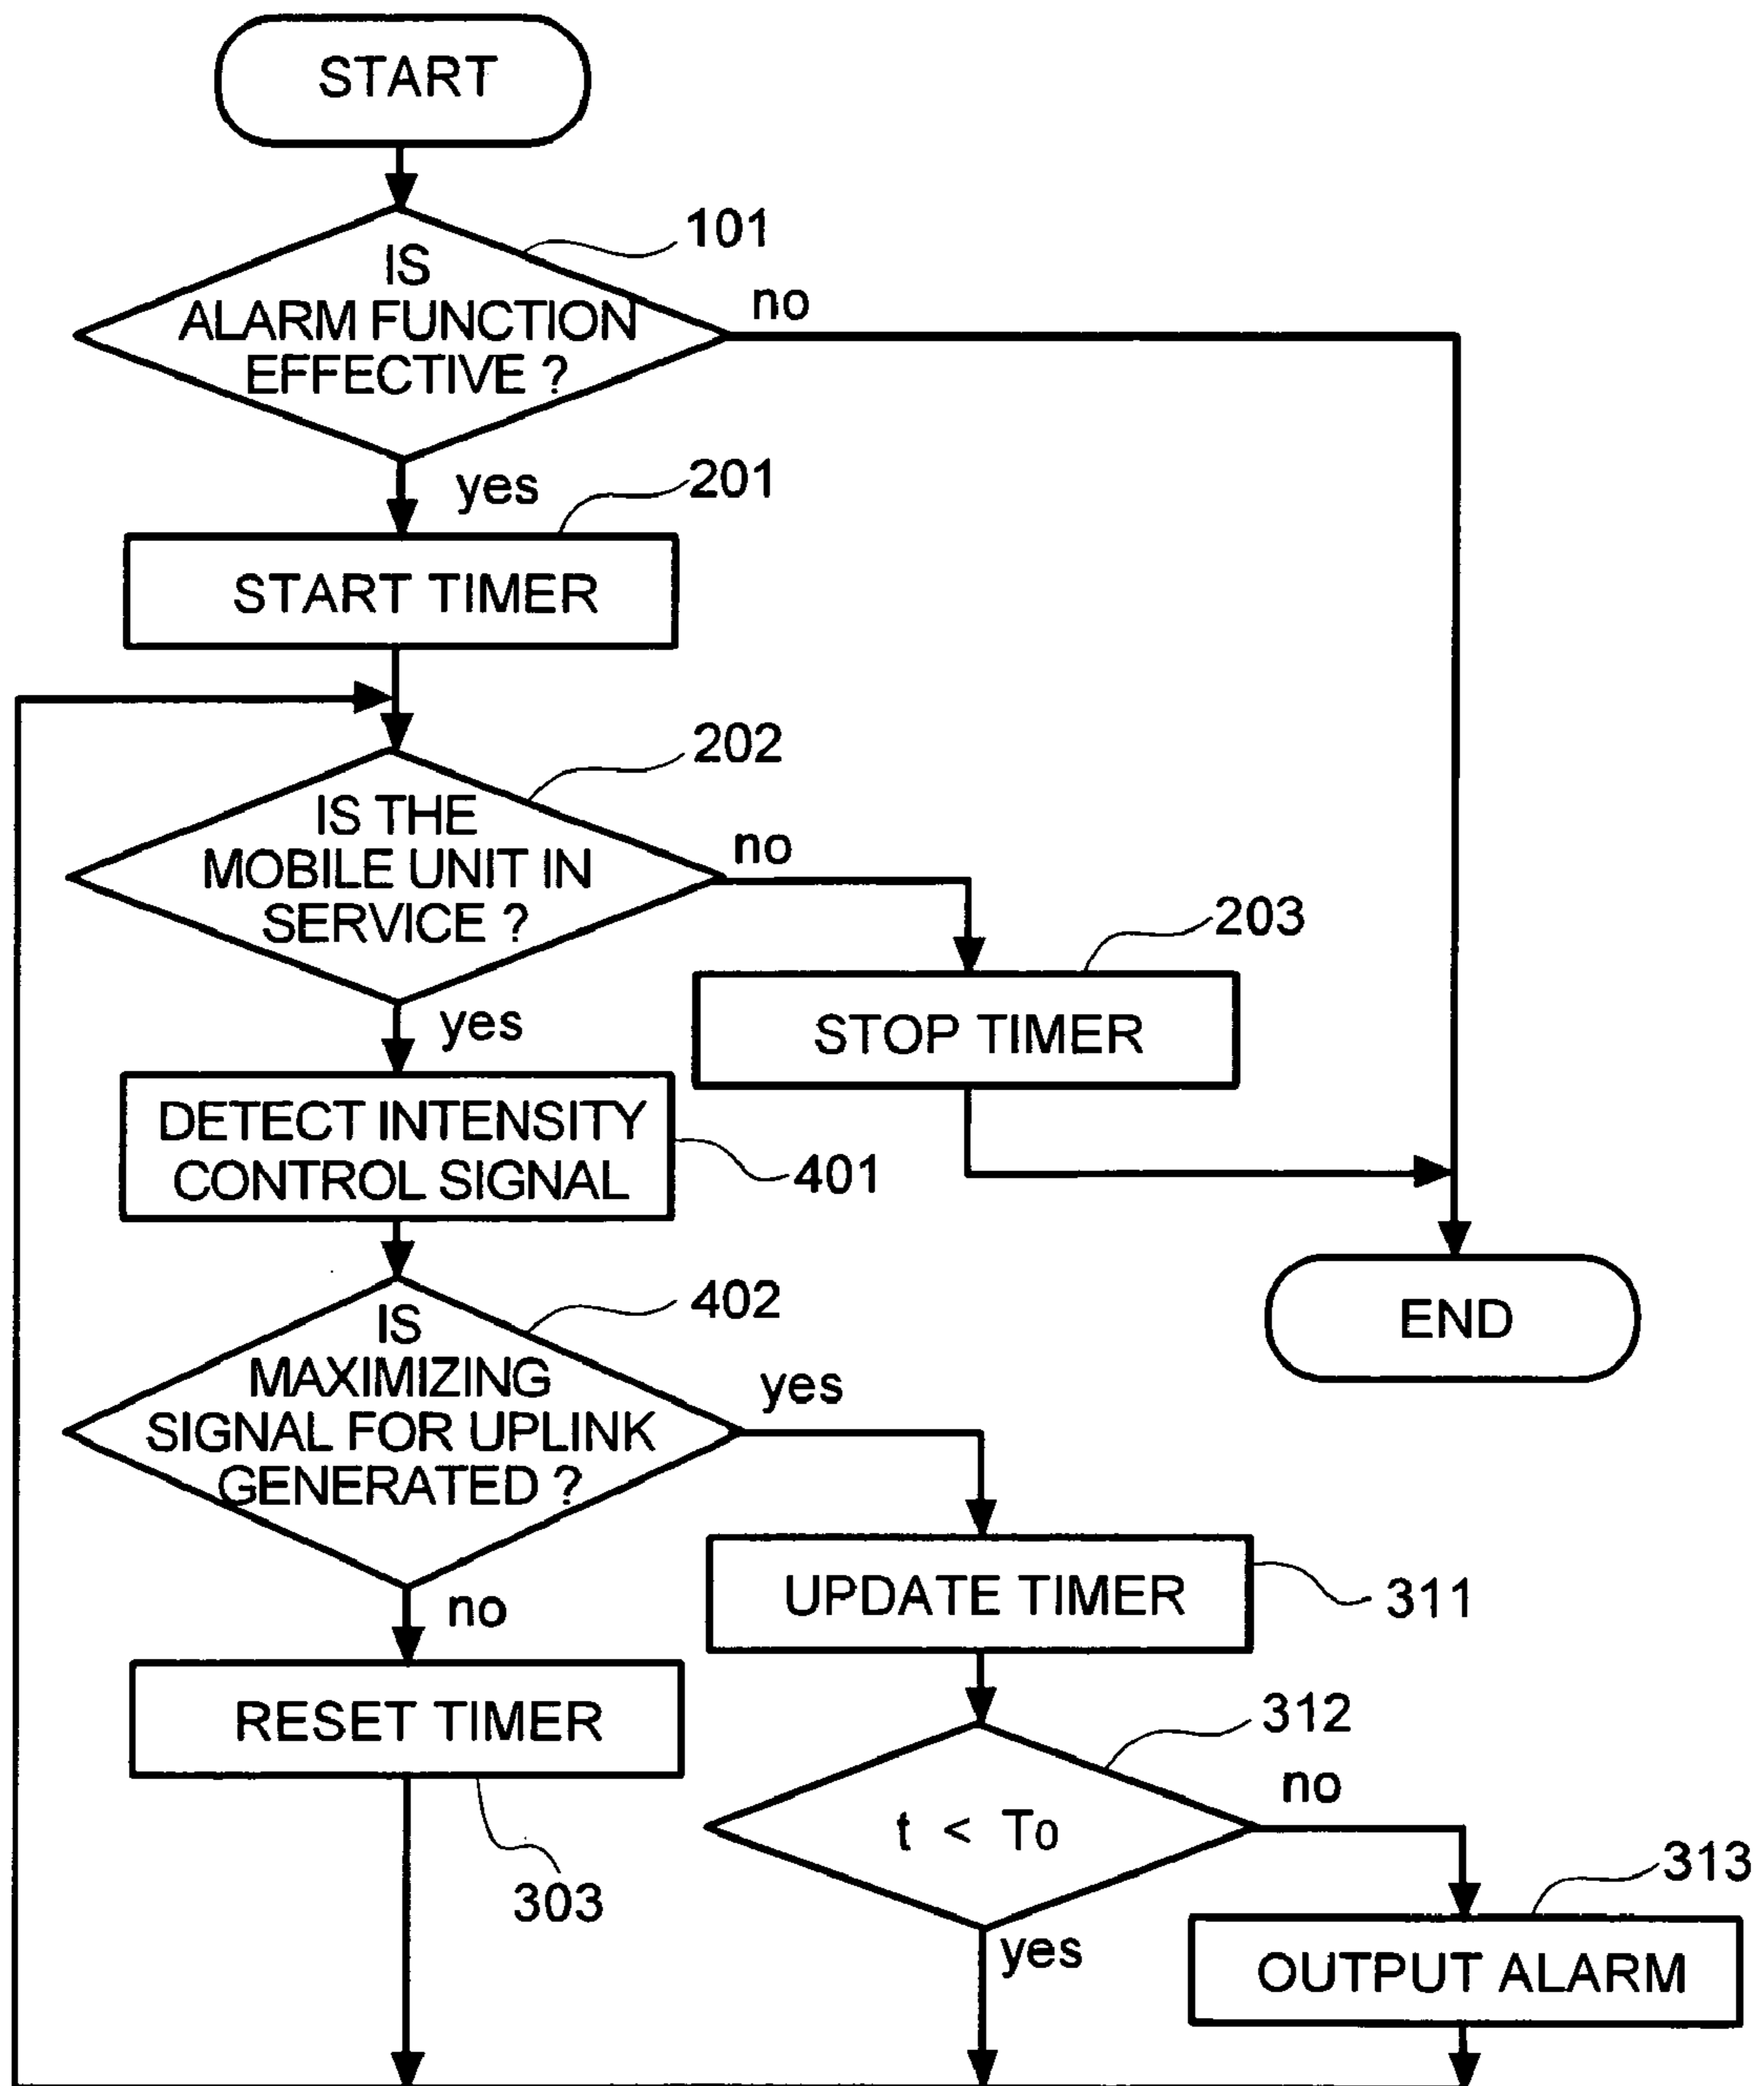 START
101
IS
ALARM FUNCTION
EFFECTIVE ?
no
yes
201
START TIMER
202
IS THE
MOBILE UNIT IN
SERVICE ?
no
203
STOP TIMER
yes
DETECT INTENSITY
CONTROL SIGNAL
401
402
IS
MAXIMIZING
SIGNAL FOR UPLINK
GENERATED ?
yes
END
no
UPDATE TIMER
311
RESET TIMER
303
312
t < To
no
yes
313
OUTPUT ALARM